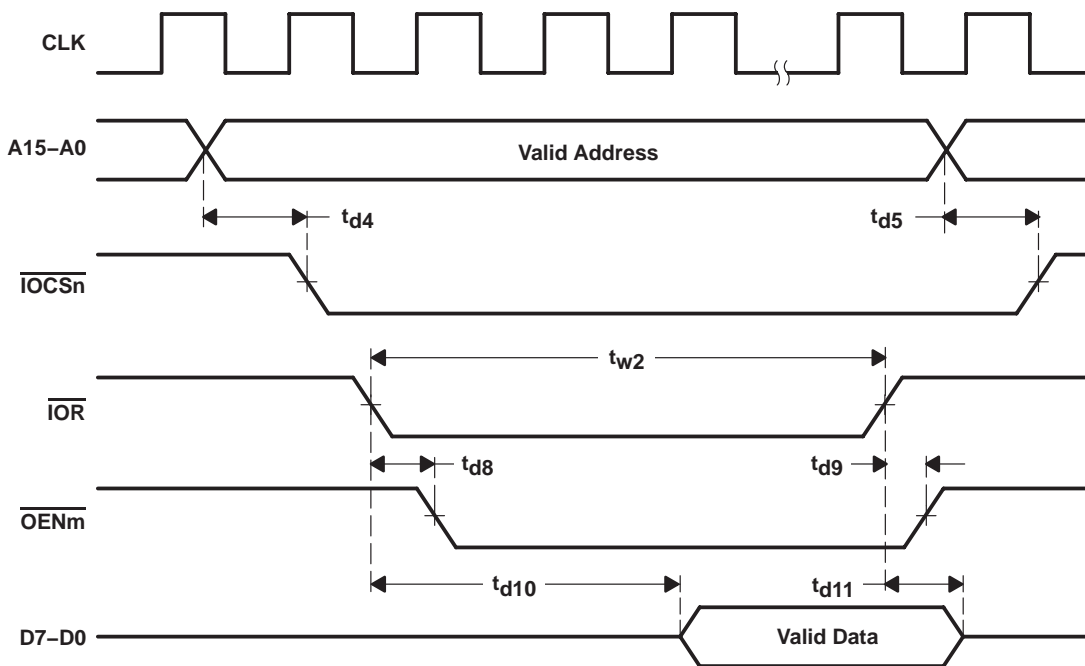 CLK
A15–A0
Valid Address
td4
td5
IOCSn
tw2
IOR
td8
td9
OENm
td10
td11
D7–D0
Valid Data